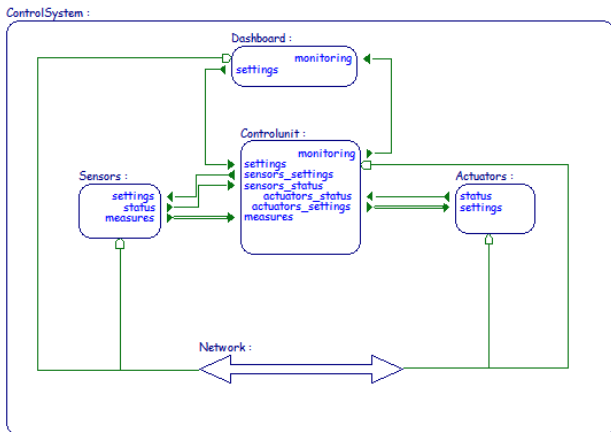 ControlSystem :
Dashboard :
monitoring
settings
Controlunit :
monitoring
settings
sensors_settings
sensors_status
actuators_status
actuators_settings
measures
Sensors :
settings
status
measures
Actuators :
status
settings
Network :